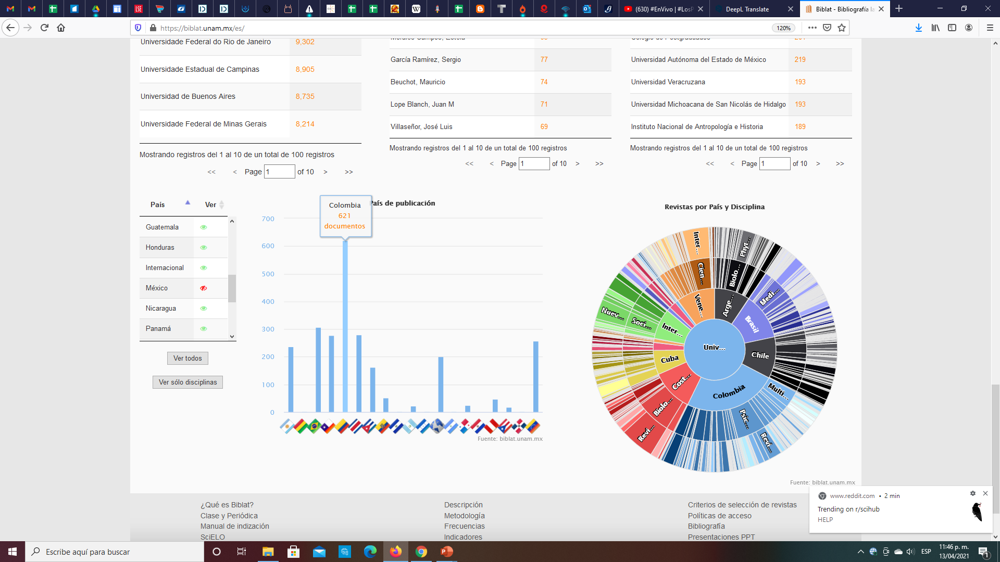 (630) #EnVivo | #LosP
DeepL Translate
Biblat - Bibliografía la
https://biblat.unam.mx/es/
120%
Universidade Federal do Rio de Janeiro 9,302
Universidade Estadual de Campinas 8,905
Universidad de Buenos Aires 8,735
Universidade Federal de Minas Gerais 8,214
Mostrando registros del 1 al 10 de un total de 100 registros
<< < Page 1 of 10 > >>
García Ramírez, Sergio 77
Beuchot, Mauricio 74
Lope Blanch, Juan M 71
Villaseñor, José Luis 69
Mostrando registros del 1 al 10 de un total de 100 registros
<< < Page 1 of 10 > >>
Universidad Autónoma del Estado de México 219
Universidad Veracruzana 193
Universidad Michoacana de San Nicolás de Hidalgo 193
Instituto Nacional de Antropología e Historia 189
Mostrando registros del 1 al 10 de un total de 100 registros
<< < Page 1 of 10 > >>
País Ver
Guatemala
Honduras
Internacional
México
Nicaragua
Panamá
Ver todos
Ver sólo disciplinas
País de publicación
Colombia
621
documentos
700
600
500
400
300
200
100
0
Fuente: biblat.unam.mx
Revistas por País y Disciplina
Univ...
Arge...
Brasil
Chile
Colombia
Cost...
Cuba
Inter...
Vene...
Biolo...
Phyt...
Medi...
Multi...
Psic...
Revi...
Biolo...
Revi...
Soci...
Nuev...
Cien...
Inter...
Fuente: biblat.unam.mx
¿Qué es Biblat?
Clase y Periódica
Manual de indización
SciELO
Descripción
Metodología
Frecuencias
Indicadores
Criterios de selección de revistas
Políticas de acceso
Bibliografía
Presentaciones PPT
www.reddit.com • 2 min
Trending on r/scihub
HELP
Escribe aquí para buscar
ESP
11:46 p. m.
13/04/2021
1